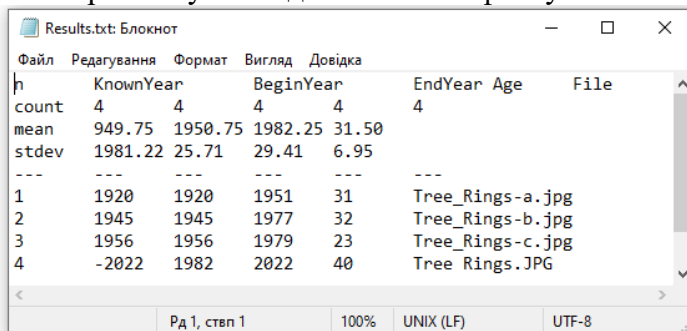 Results.txt: Блокнот
Файл Редагування Формат Вигляд Довідка
n KnownYear BeginYear EndYear Age File
count 4 4 4 4 4
mean 949.75 1950.75 1982.25 31.50
stdev 1981.22 25.71 29.41 6.95
--- --- --- --- --- ---
1 1920 1920 1951 31 Tree_Rings-a.jpg
2 1945 1945 1977 32 Tree_Rings-b.jpg
3 1956 1956 1979 23 Tree_Rings-c.jpg
4 -2022 1982 2022 40 Tree Rings.JPG
Рд 1, ствп 1 100% UNIX (LF) UTF-8